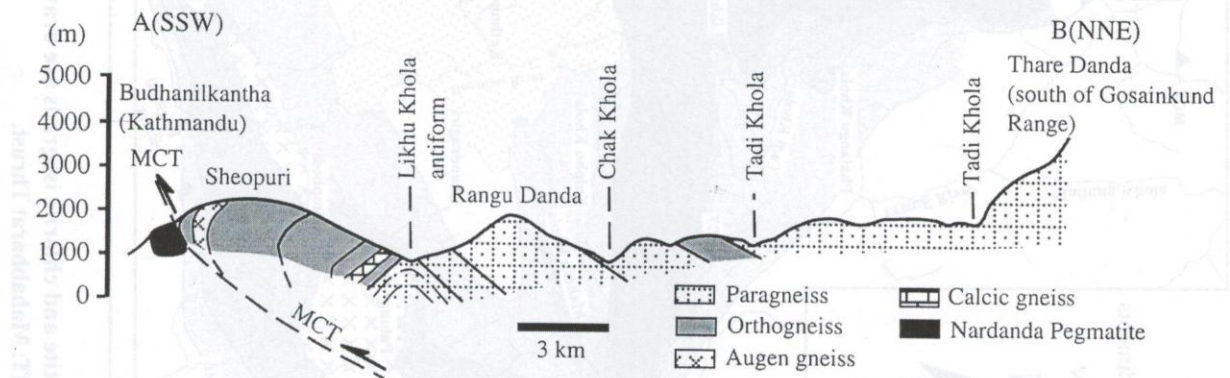 A(SSW)
B(NNE)
(m)
5000
4000
3000
2000
1000
0
Budhanilkantha
(Kathmandu)
MCT
Sheopuri
Likhu Khola
antiform
Rangu Danda
Chak Khola
Tadi Khola
Tadi Khola
Thare Danda
(south of Gosainkund
Range)
MCT
3 km
Paragneiss
Orthogneiss
Augen gneiss
Calcic gneiss
Nardanda Pegmatite